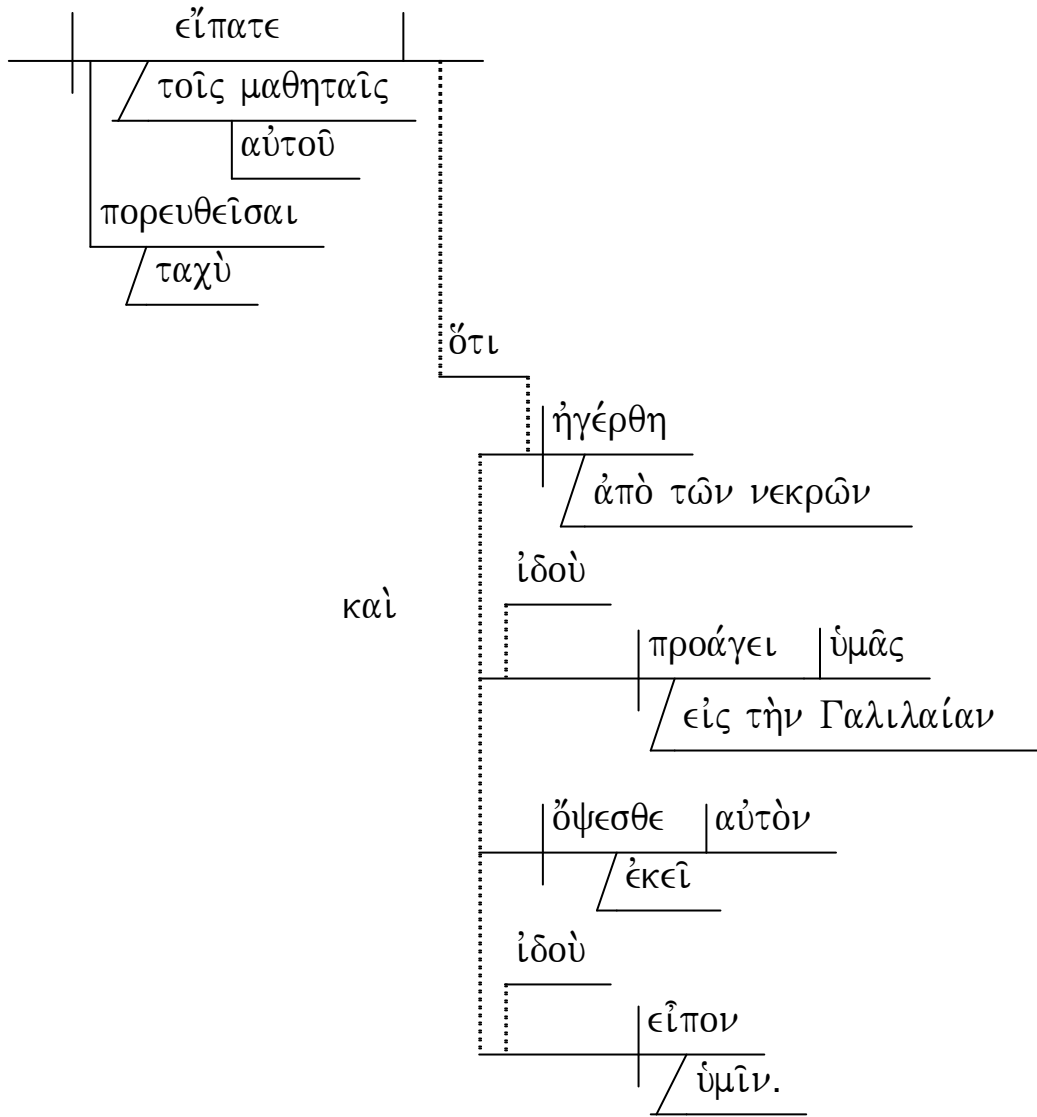 εἴπατε
τοῖς μαθηταῖς
αὐτοῦ
πορευθεῖσαι
ταχὺ
ὅτι
ἠγέρθη
ἀπὸ τῶν νεκρῶν
ἰδοὺ
καὶ
προάγει ὑμᾶς
εἰς τὴν Γαλιλαίαν
ὄψεσθε αὐτὸν
ἐκεῖ
ἰδοὺ
εἶπον
ὑμῖν.